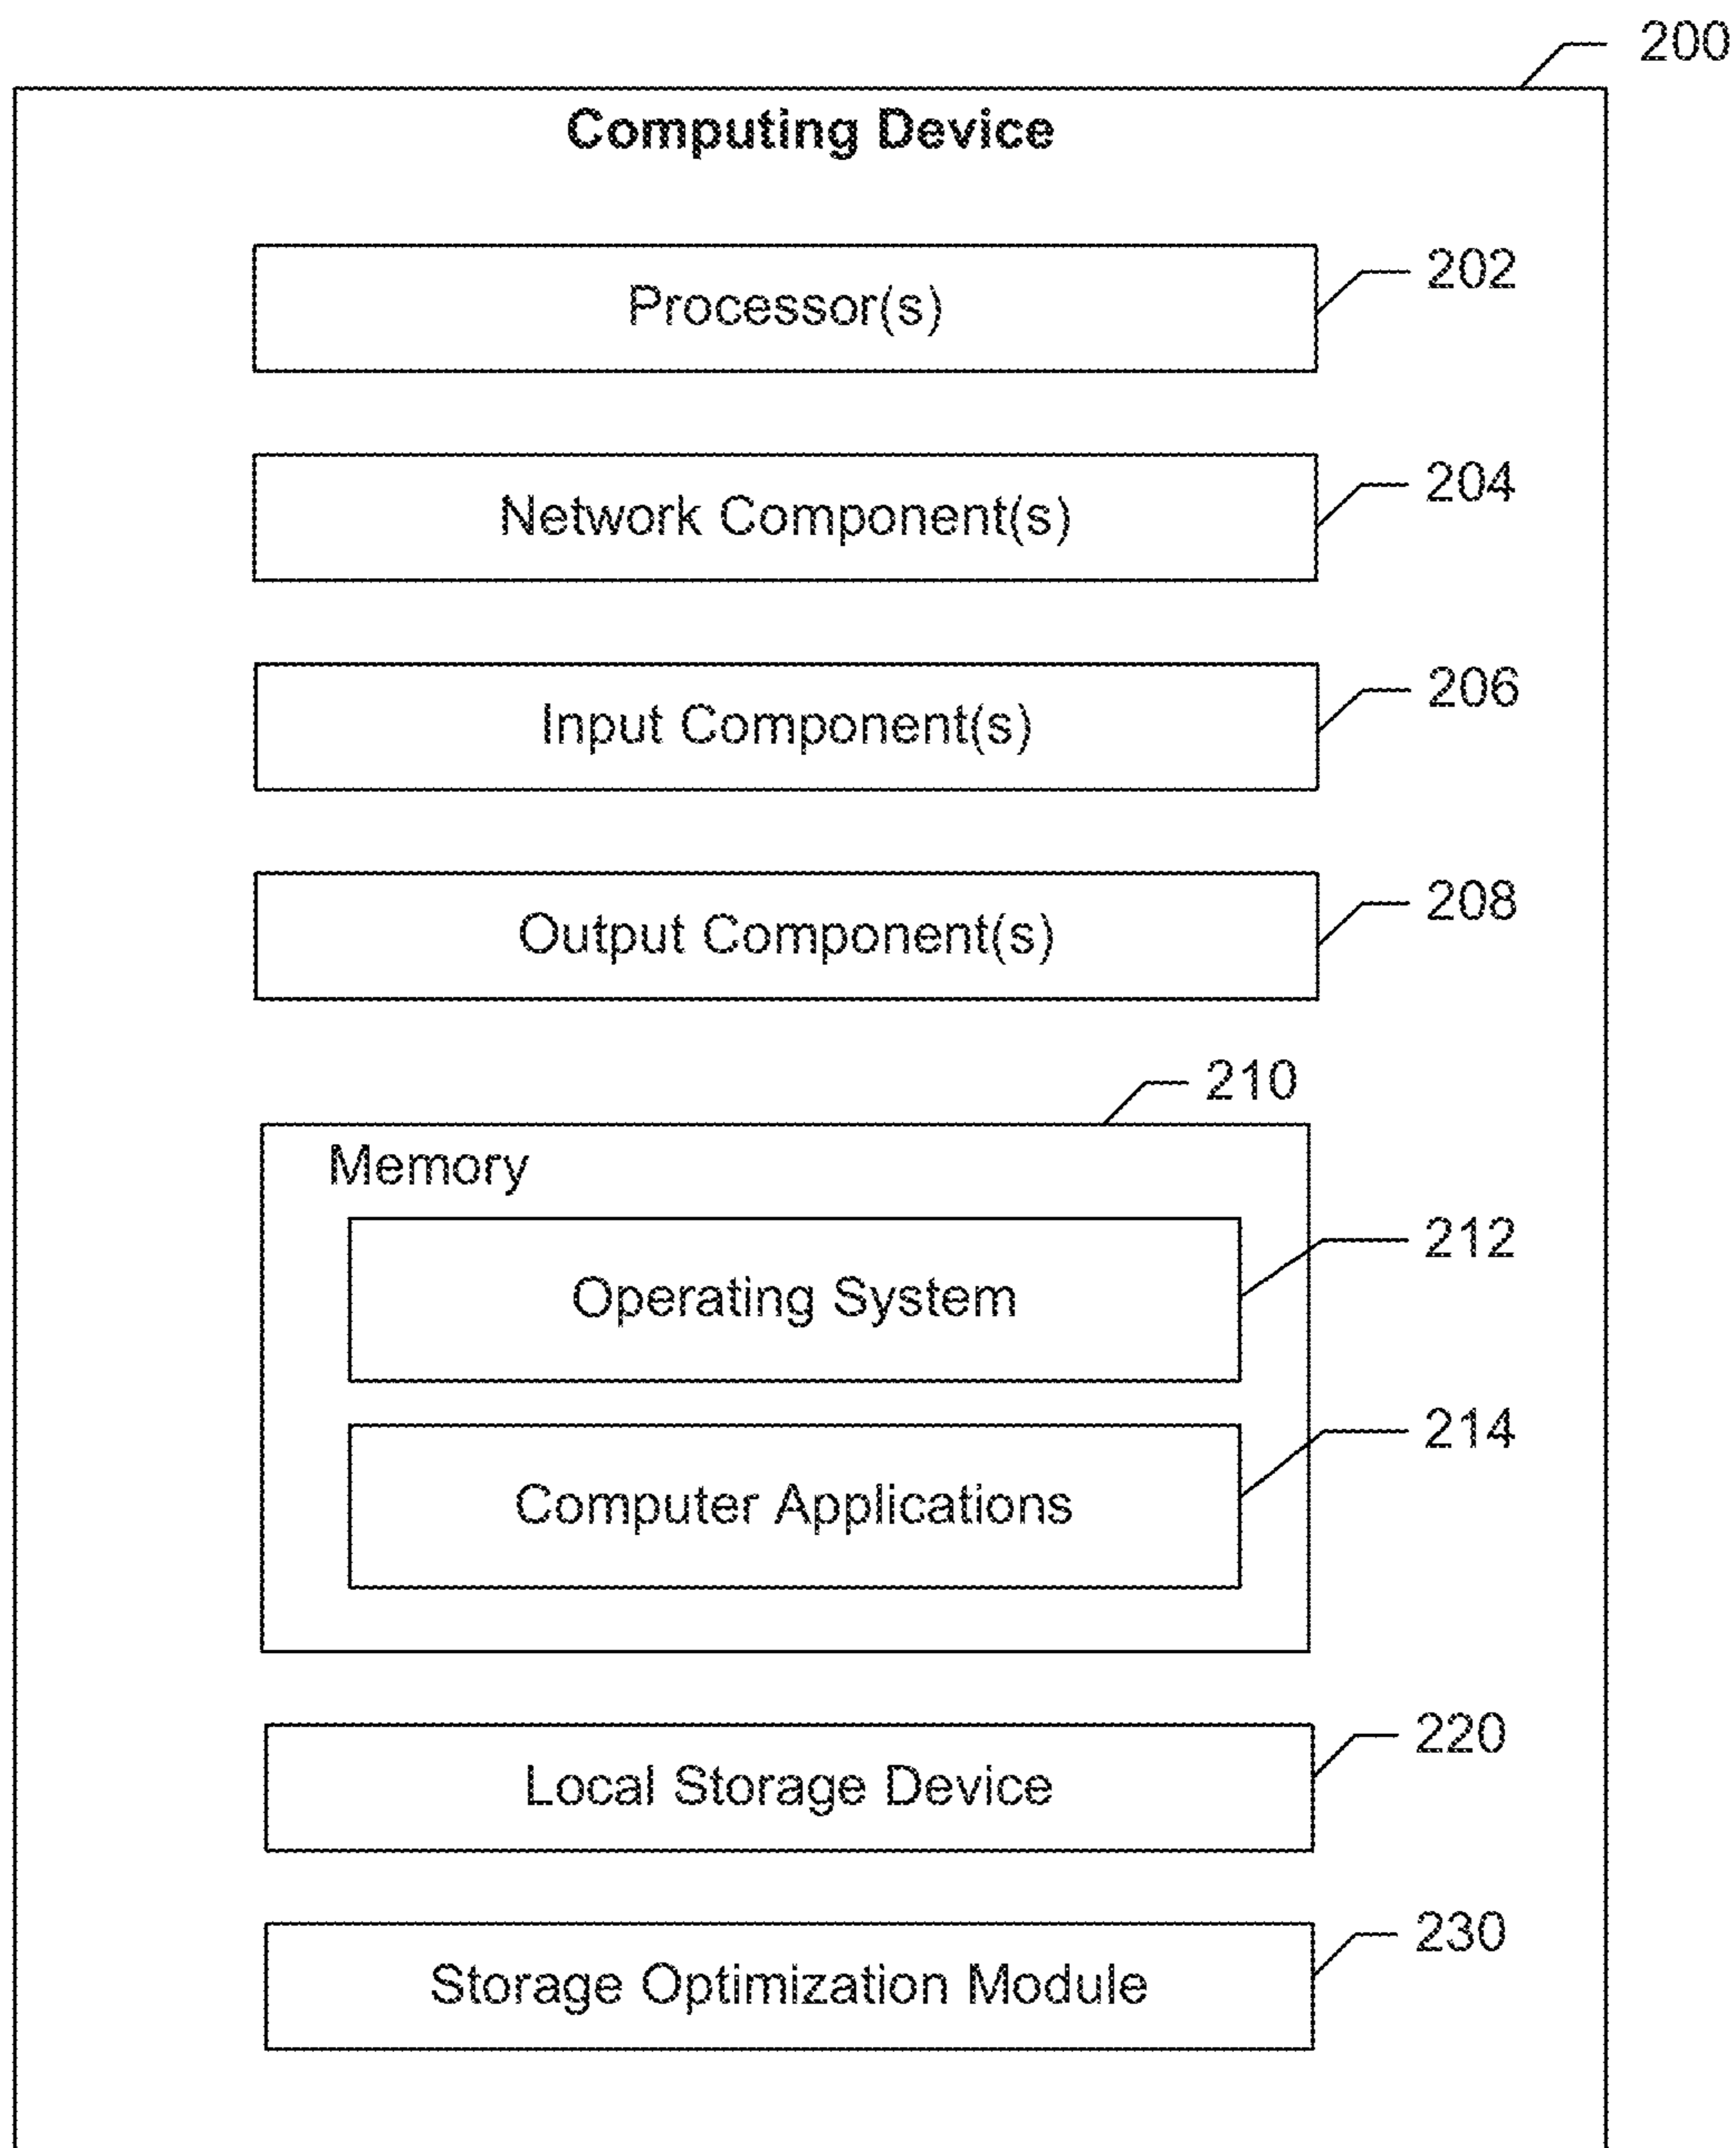 200
Computing Device
202
Processor(s)
204
Network Component(s)
206
Input Component(s)
208
Output Component(s)
210
Memory
212
Operating System
214
Computer Applications
220
Local Storage Device
230
Storage Optimization Module